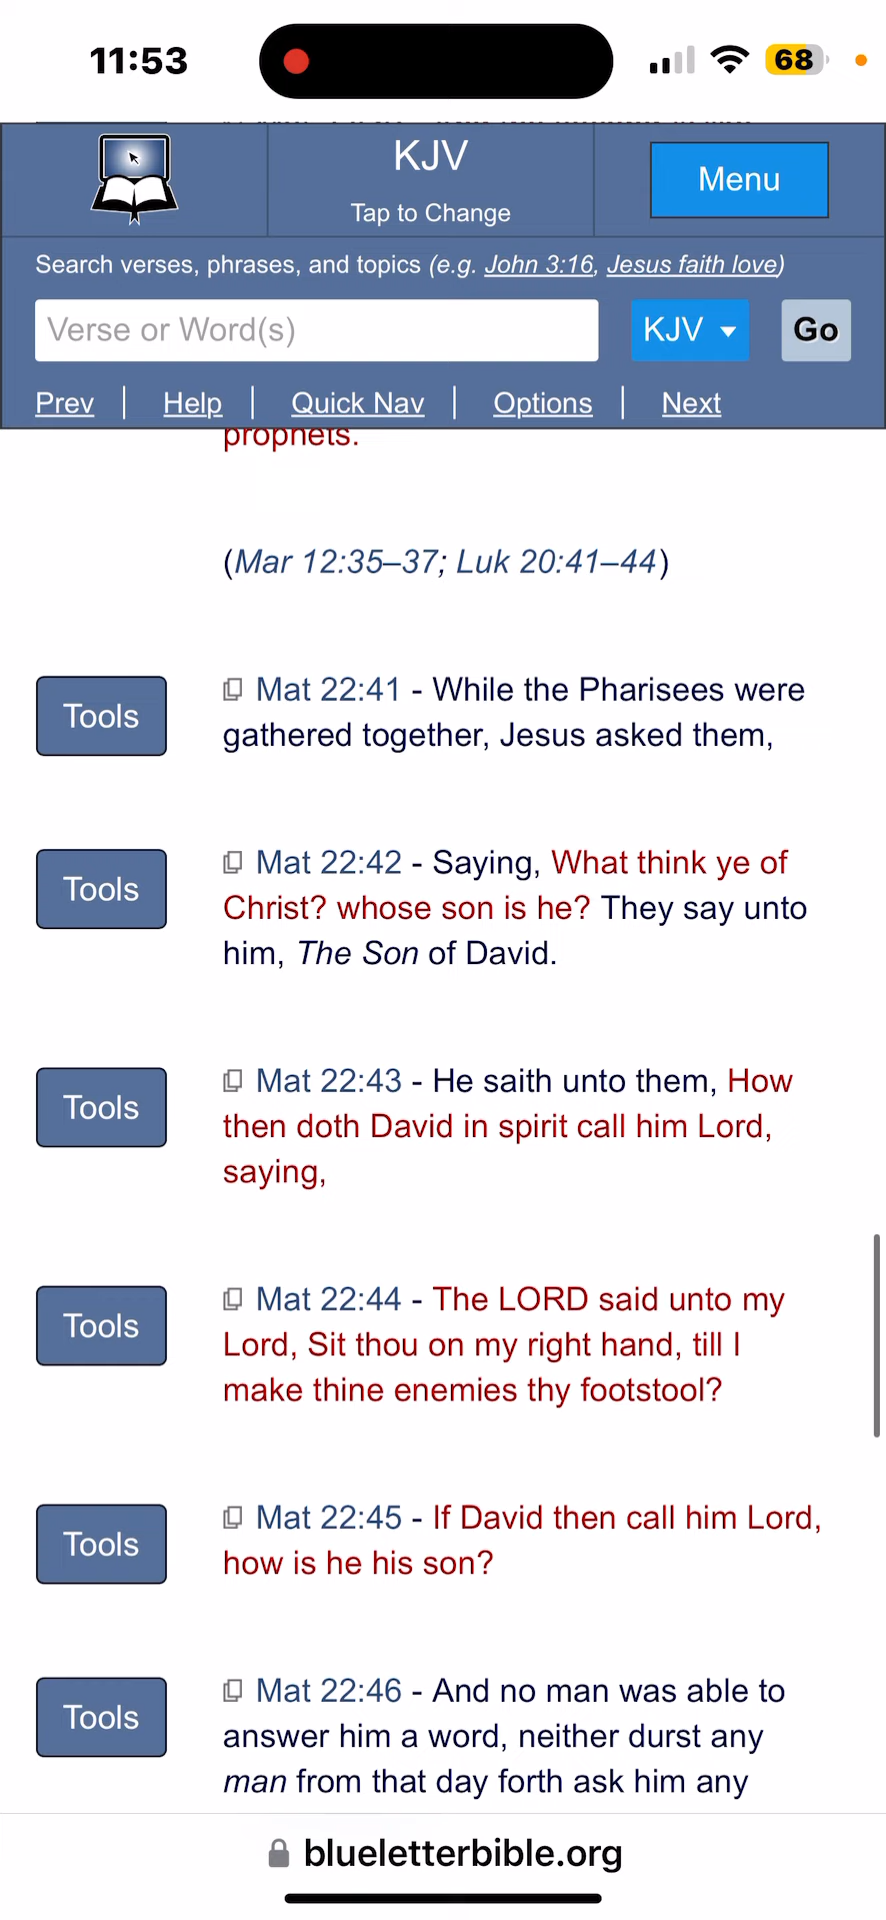 11:53
68
KJV
Tap to Change
Menu
Search verses, phrases, and topics (e.g. John 3:16, Jesus faith love)
Verse or Word(s)
KJV
Go
Prev | Help | Quick Nav | Options | Next
prophets.
(Mar 12:35–37; Luk 20:41–44)
Tools
Mat 22:41 - While the Pharisees were
gathered together, Jesus asked them,
Tools
Mat 22:42 - Saying, What think ye of
Christ? whose son is he? They say unto
him, The Son of David.
Tools
Mat 22:43 - He saith unto them, How
then doth David in spirit call him Lord,
saying,
Tools
Mat 22:44 - The LORD said unto my
Lord, Sit thou on my right hand, till I
make thine enemies thy footstool?
Tools
Mat 22:45 - If David then call him Lord,
how is he his son?
Tools
Mat 22:46 - And no man was able to
answer him a word, neither durst any
man from that day forth ask him any
blueletterbible.org